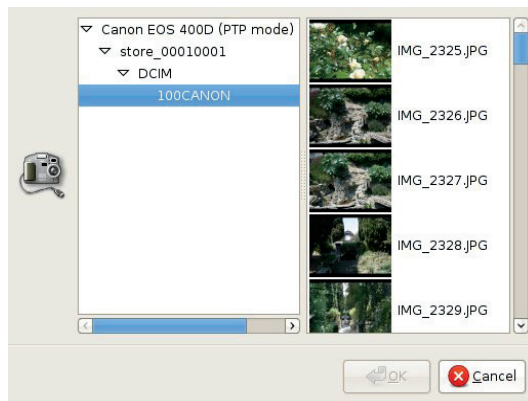 Canon EOS 400D (PTP mode)
store_00010001
DCIM
100CANON
IMG_2325.JPG
IMG_2326.JPG
IMG_2327.JPG
IMG_2328.JPG
IMG_2329.JPG
OK
Cancel